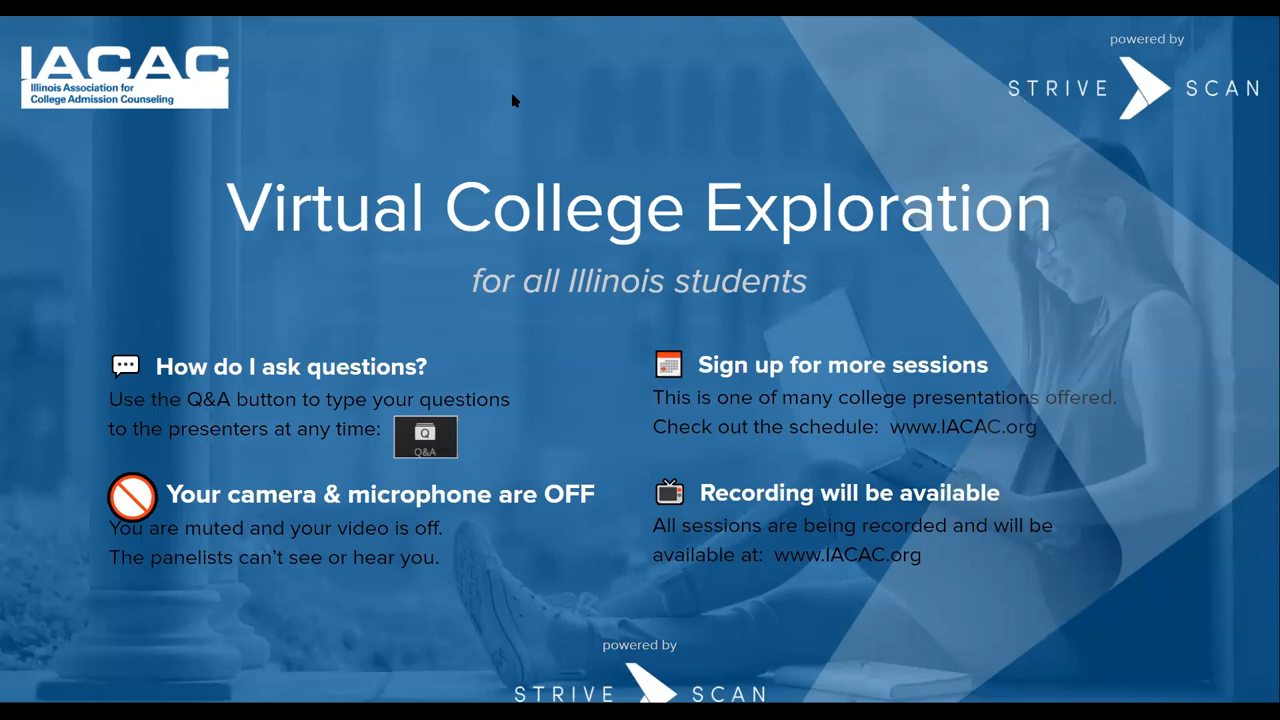 IACAC
Illinois Association for
College Admission Counseling
powered by
STRIVE SCAN
Virtual College Exploration
for all Illinois students
How do I ask questions?
Use the Q&A button to type your questions
to the presenters at any time:
Q
Q&A
Your camera & microphone are OFF
You are muted and your video is off.
The panelists can’t see or hear you.
Sign up for more sessions
This is one of many college presentations offered.
Check out the schedule: www.IACAC.org
Recording will be available
All sessions are being recorded and will be
available at: www.IACAC.org
powered by
STRIVE SCAN